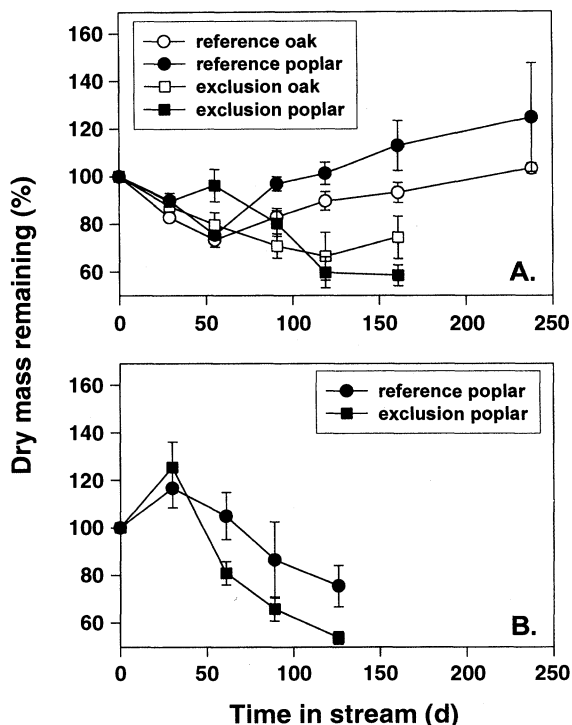 160
140
120
100
80
60
reference oak
reference poplar
exclusion oak
exclusion poplar
A.
0 50 100 150 200 250
Dry mass remaining (%)
160
140
120
100
80
60
reference poplar
exclusion poplar
B.
0 50 100 150 200 250
Time in stream (d)